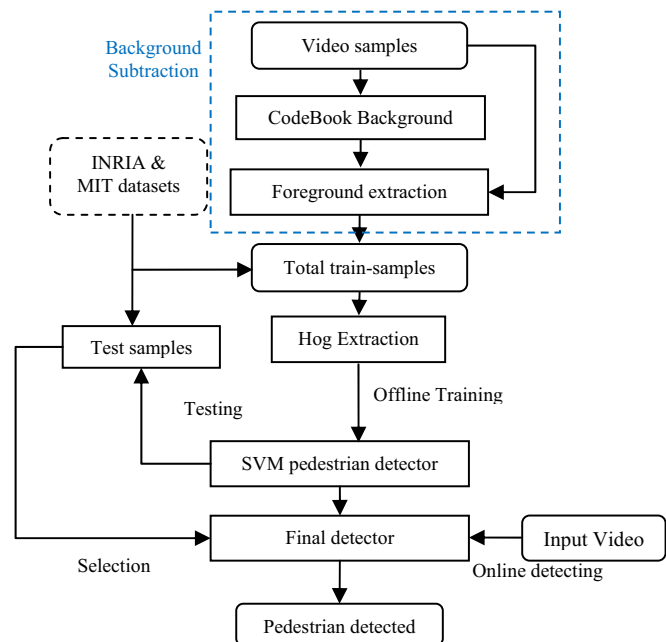 Background
Subtraction
Video samples
CodeBook Background
INRIA &
MIT datasets
Foreground extraction
Total train-samples
Hog Extraction
Test samples
Offline Training
Testing
SVM pedestrian detector
Final detector
Input Video
Selection
Online detecting
Pedestrian detected